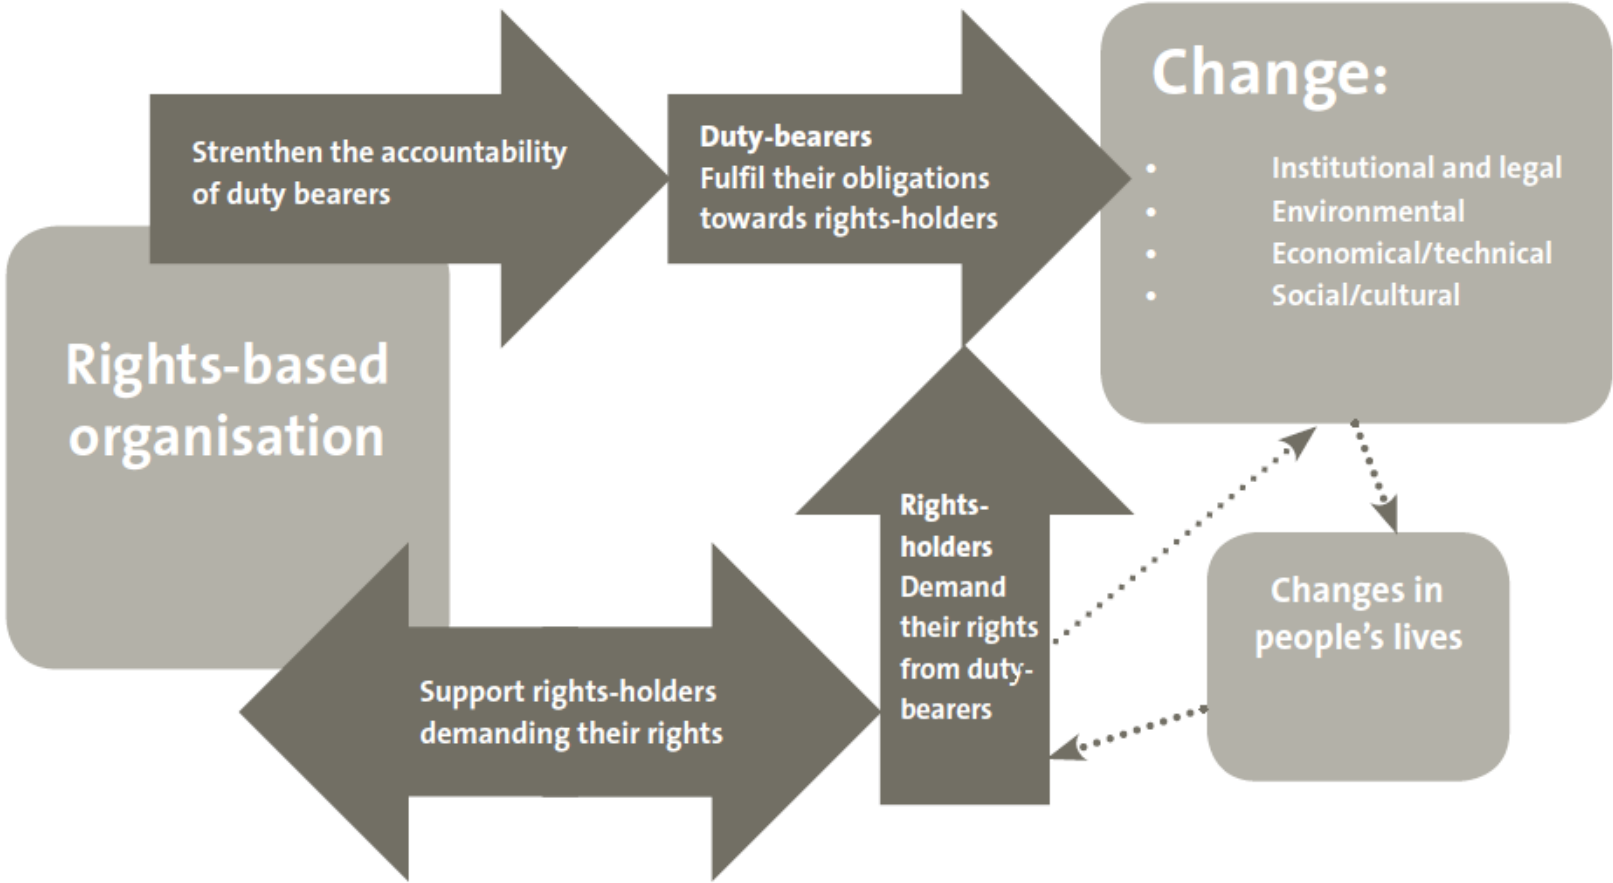 Strenthen the accountability
of duty bearers
Duty-bearers
Fulfil their obligations
towards rights-holders
Change:
• Institutional and legal
• Environmental
• Economical/technical
• Social/cultural
Rights-based
organisation
Support rights-holders
demanding their rights
Rights-
holders
Demand
their rights
from duty-
bearers
Changes in
people's lives